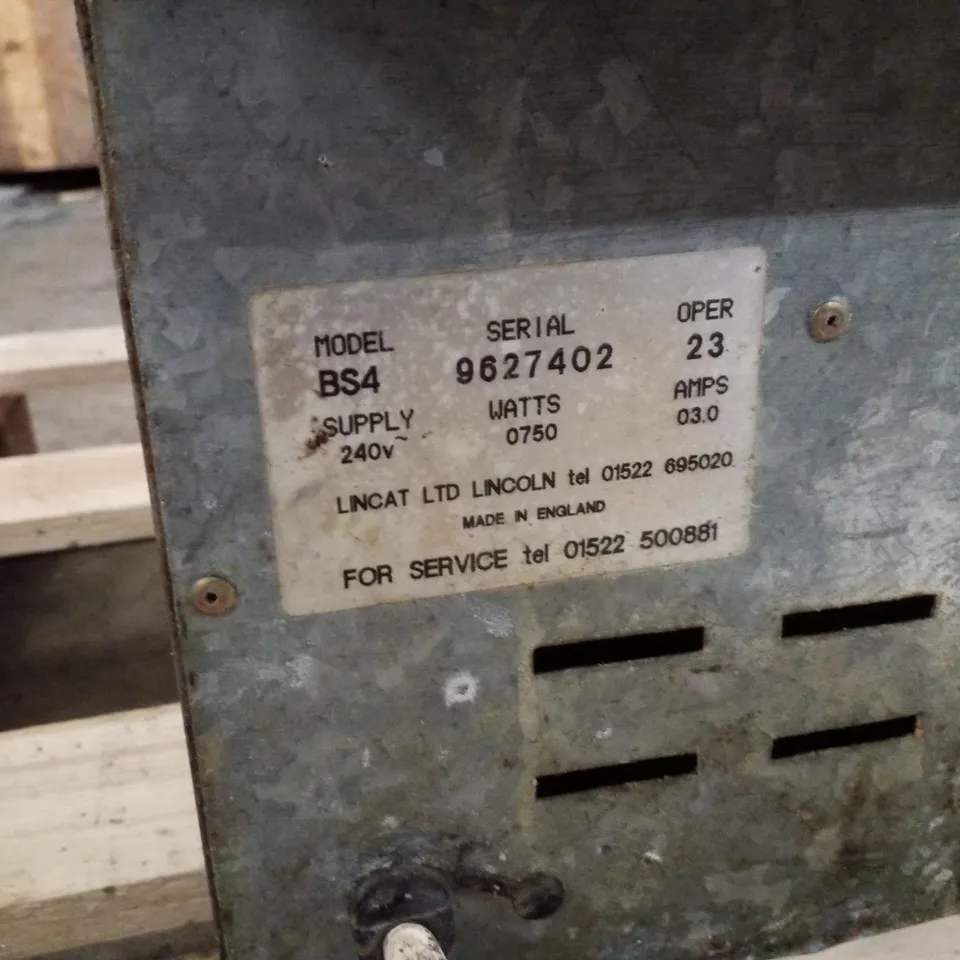 MODEL SERIAL OPER
BS4 9627402 23
SUPPLY WATTS AMPS
240v~ 0750 03.0
LINCAT LTD LINCOLN tel 01522 695020
MADE IN ENGLAND
FOR SERVICE tel 01522 500881